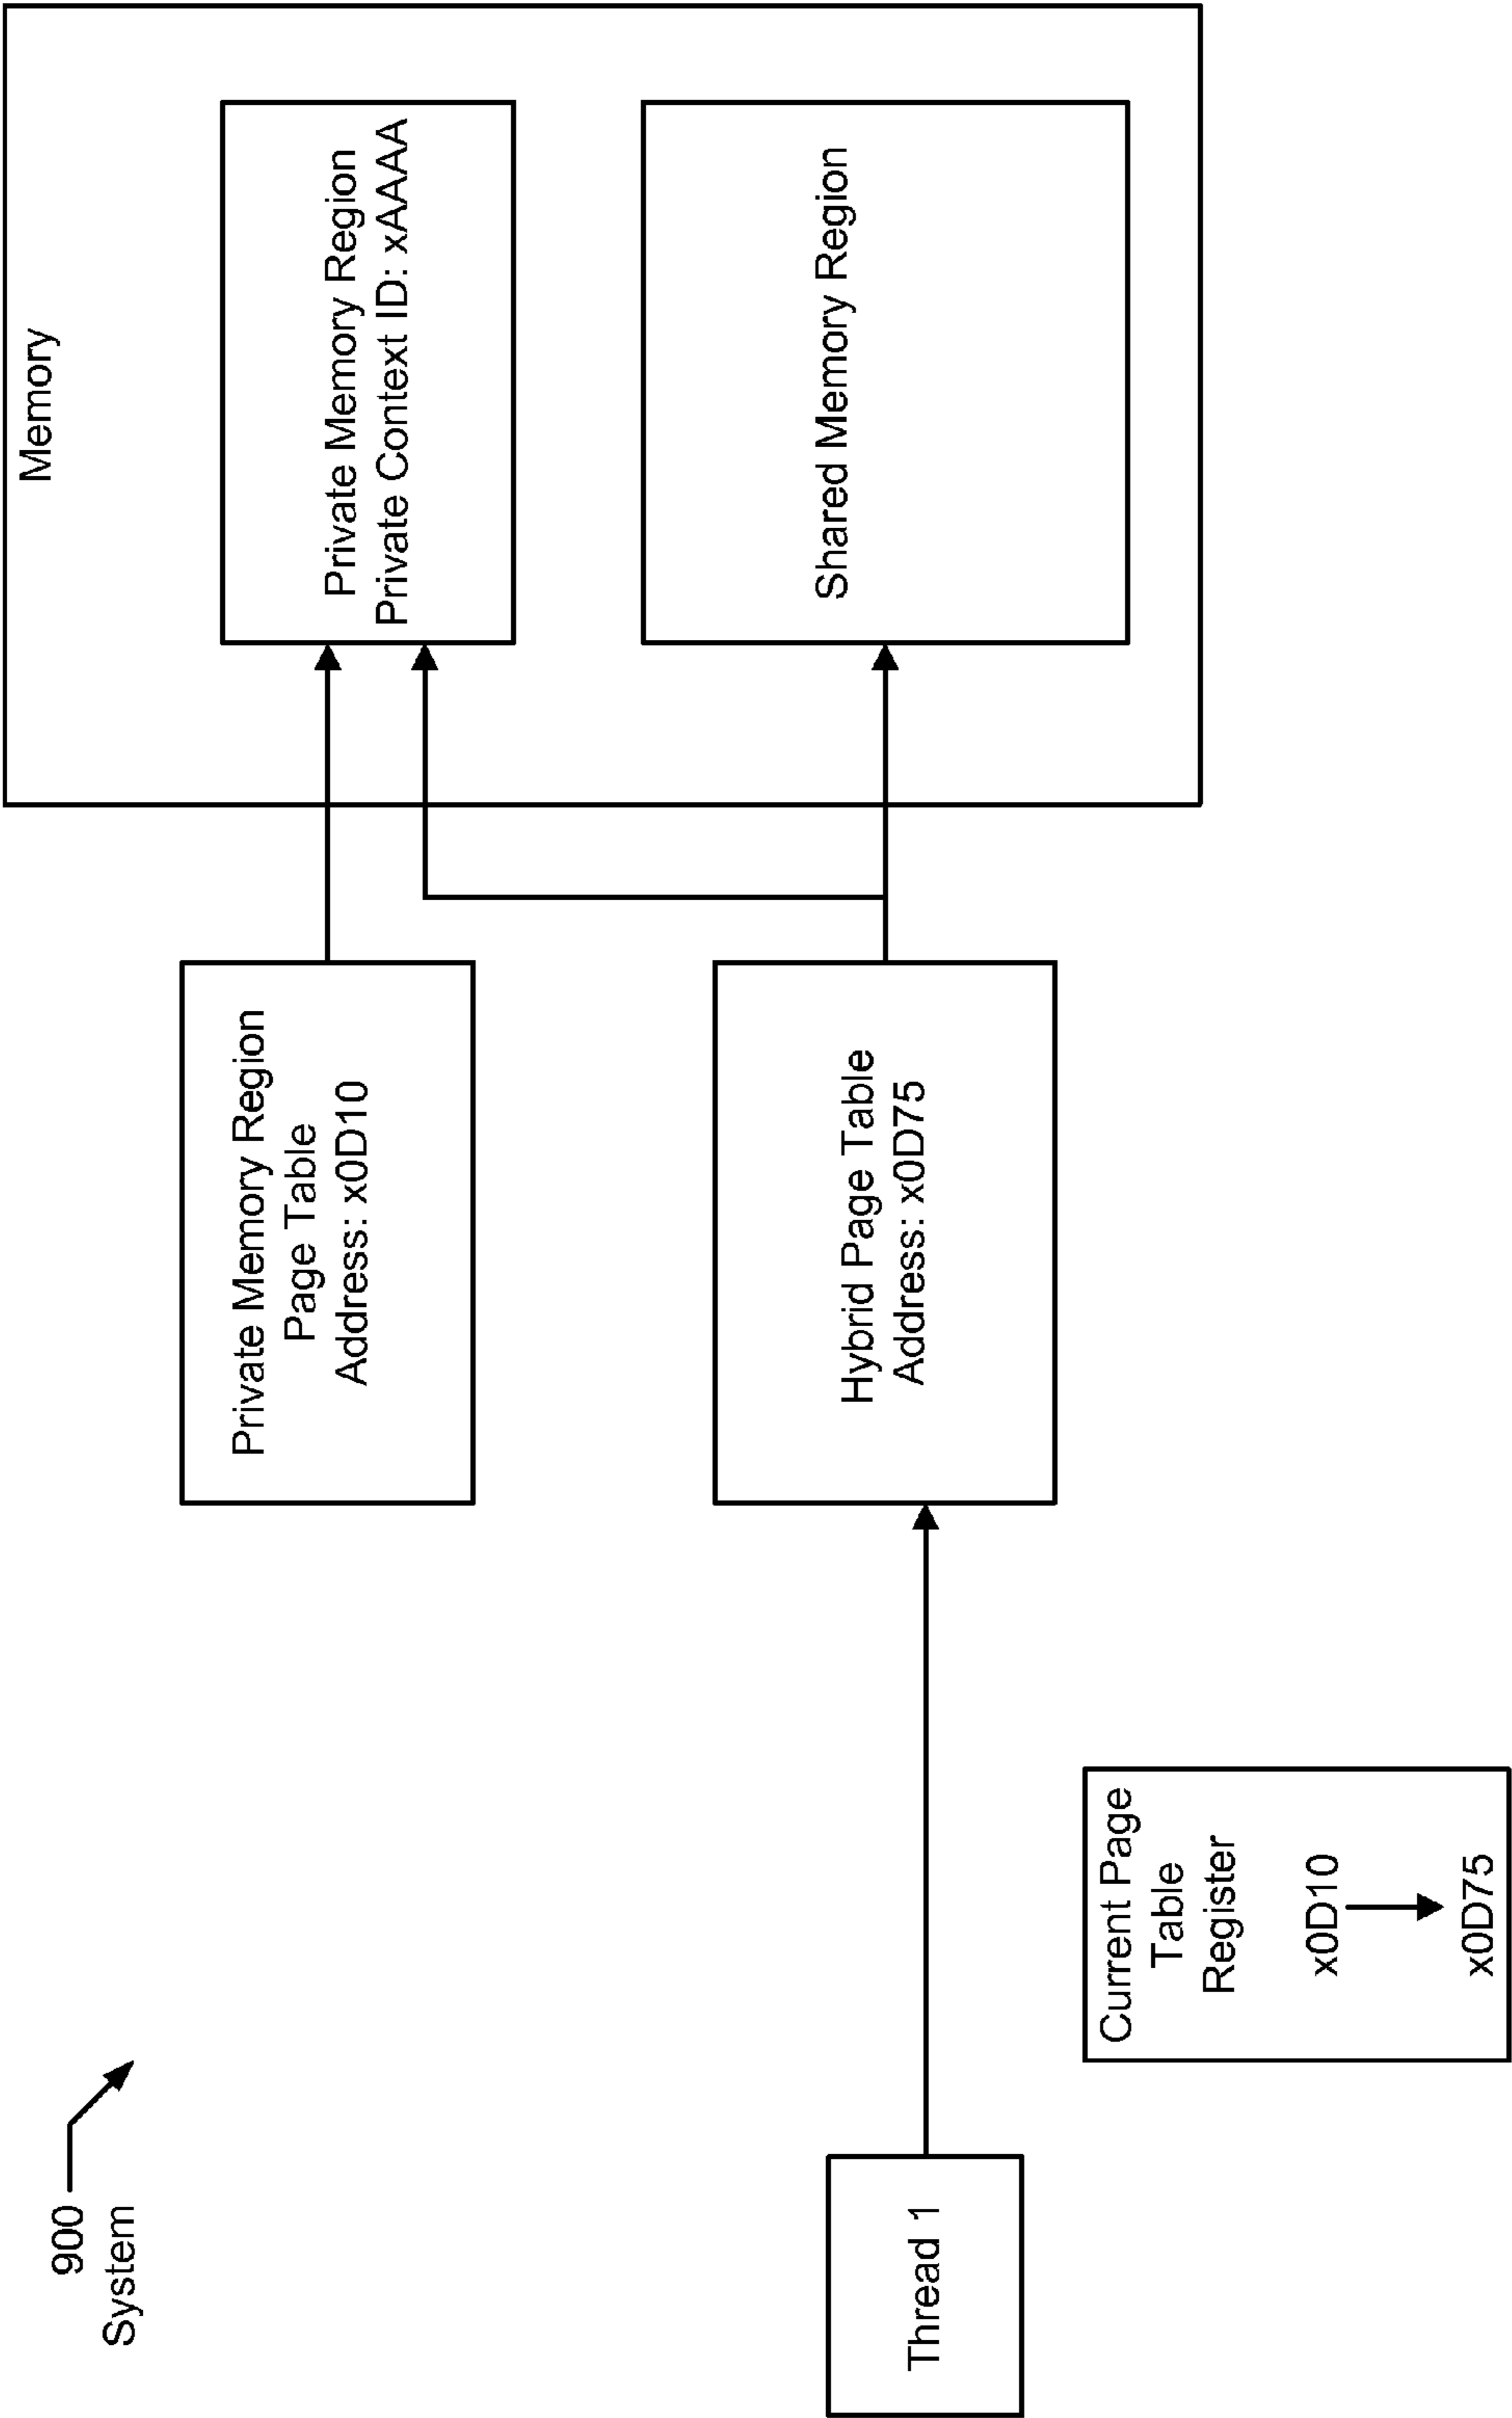 900
System
Memory
Private Memory Region
Page Table
Address: x0D10
Private Memory Region
Private Context ID: xAAAA
Thread 1
Hybrid Page Table
Address: x0D75
Shared Memory Region
Current Page
Table
Register
x0D10
x0D75